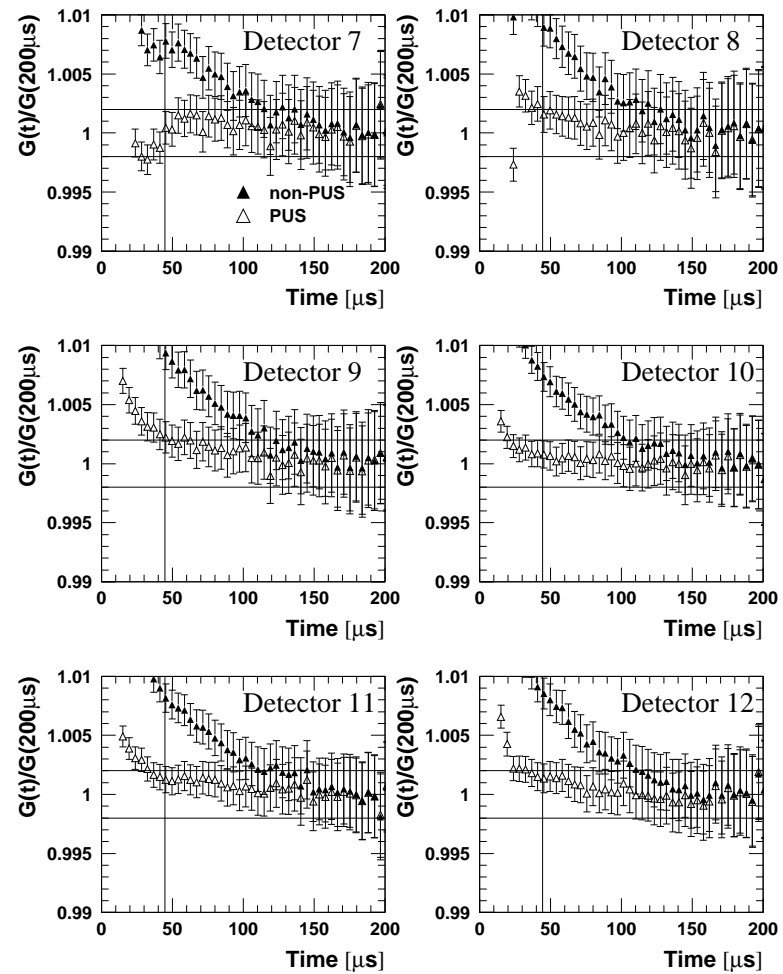 Detector 7
G(t)/G(200μs)
1.01
1.005
1
0.995
0.99
▲ non-PUS
△ PUS
0 50 100 150 200
Time [μs]
Detector 8
G(t)/G(200μs)
1.01
1.005
1
0.995
0.99
0 50 100 150 200
Time [μs]
Detector 9
G(t)/G(200μs)
1.01
1.005
1
0.995
0.99
0 50 100 150 200
Time [μs]
Detector 10
G(t)/G(200μs)
1.01
1.005
1
0.995
0.99
0 50 100 150 200
Time [μs]
Detector 11
G(t)/G(200μs)
1.01
1.005
1
0.995
0.99
0 50 100 150 200
Time [μs]
Detector 12
G(t)/G(200μs)
1.01
1.005
1
0.995
0.99
0 50 100 150 200
Time [μs]